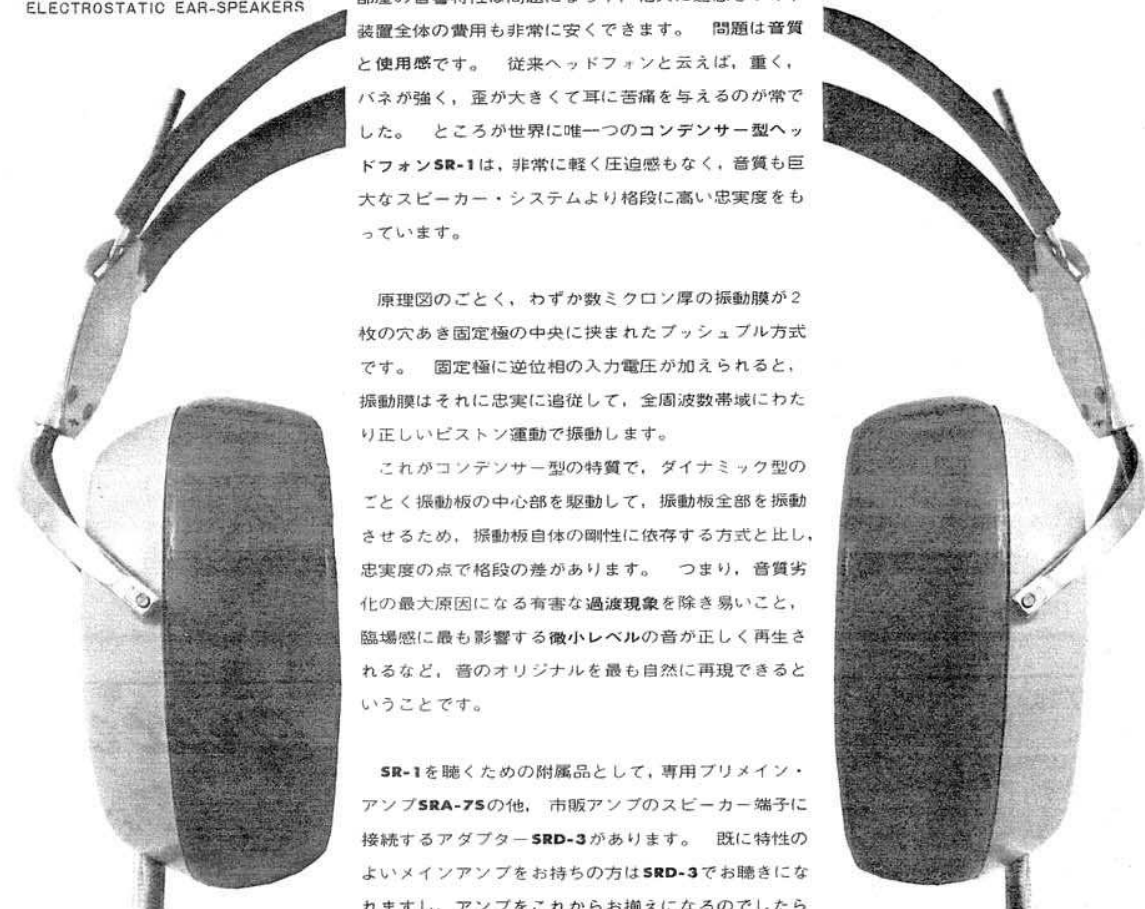 ELECTROSTATIC EAR-SPEAKERS
装置全体の費用も非常に安くできます。　問題は音質
と使用感です。　従来ヘッドフォンと云えば，重く，
バネが強く，歪が大きくて耳に苦痛を与えるのが常で
した。　ところが世界に唯一つのコンデンサー型ヘッ
ドフォンSR-1は，非常に軽く圧迫感もなく，音質も巨
大なスピーカー・システムより格段に高い忠実度をも
っています。
原理図のごとく，わずか数ミクロン厚の振動膜が2
枚の穴あき固定極の中央に挟まれたプッシュプル方式
です。　固定極に逆位相の入力電圧が加えられると，
振動膜はそれに忠実に追従して，全周波数帯域にわた
り正しいピストン運動で振動します。
これがコンデンサー型の特質で，ダイナミック型の
ごとく振動板の中心部を駆動して，振動板全部を振動
させるため，振動板自体の剛性に依存する方式と比し，
忠実度の点で格段の差があります。　つまり，音質劣
化の最大原因になる有害な過渡現象を除き易いこと，
臨場感に最も影響する微小レベルの音が正しく再生さ
れるなど，音のオリジナルを最も自然に再現できると
いうことです。
SR-1を聴くための附属品として，専用プリメイン・
アンプSRA-7Sの他，　市販アンプのスピーカー端子に
接続するアダプターSRD-3があります。　既に特性の
よいメインアンプをお持ちの方はSRD-3でお聴きにな
れますし，アンプをこれからお揃えになるのでしたら